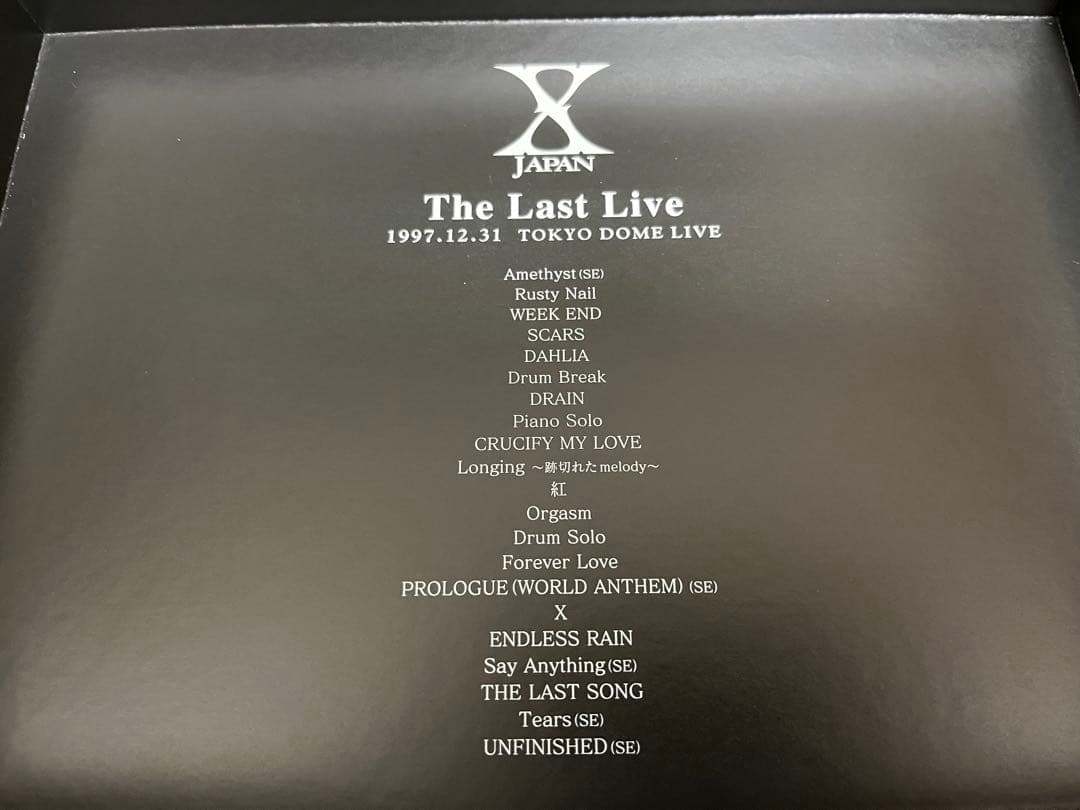 X
JAPAN
The Last Live
1997.12.31 TOKYO DOME LIVE
Amethyst(SE)
Rusty Nail
WEEK END
SCARS
DAHLIA
Drum Break
DRAIN
Piano Solo
CRUCIFY MY LOVE
Longing ～跡切れたmelody～
紅
Orgasm
Drum Solo
Forever Love
PROLOGUE(WORLD ANTHEM) (SE)
X
ENDLESS RAIN
Say Anything(SE)
THE LAST SONG
Tears(SE)
UNFINISHED(SE)